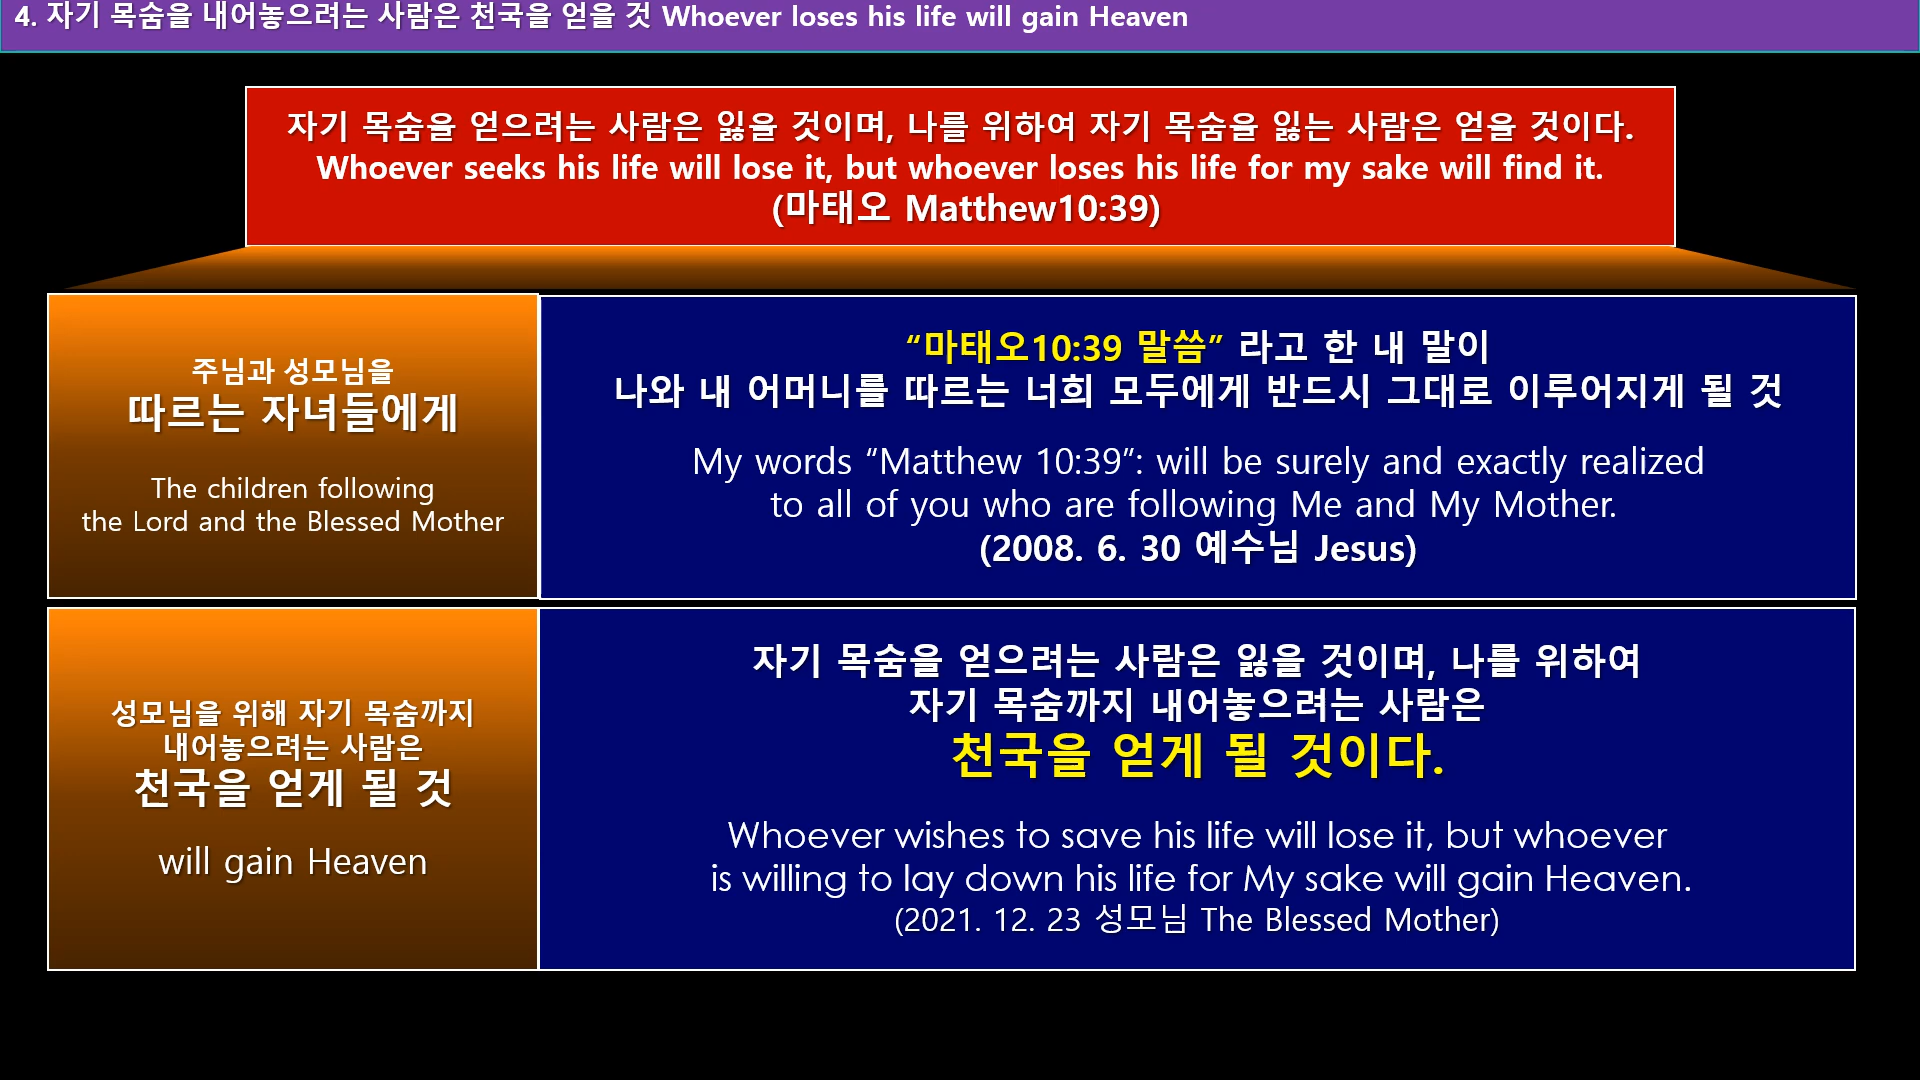 4. 자기 목숨을 내어놓으려는 사람은 천국을 얻을 것 Whoever loses his life will gain Heaven
자기 목숨을 얻으려는 사람은 잃을 것이며, 나를 위하여 자기 목숨을 잃는 사람은 얻을 것이다.
Whoever seeks his life will lose it, but whoever loses his life for my sake will find it.
(마태오 Matthew10:39)
주님과 성모님을
따르는 자녀들에게
The children following
the Lord and the Blessed Mother
“마태오10:39 말씀” 라고 한 내 말이
나와 내 어머니를 따르는 너희 모두에게 반드시 그대로 이루어지게 될 것
My words “Matthew 10:39”: will be surely and exactly realized
to all of you who are following Me and My Mother.
(2008. 6. 30 예수님 Jesus)
성모님을 위해 자기 목숨까지
내어놓으려는 사람은
천국을 얻게 될 것
will gain Heaven
자기 목숨을 얻으려는 사람은 잃을 것이며, 나를 위하여
자기 목숨까지 내어놓으려는 사람은
천국을 얻게 될 것이다.
Whoever wishes to save his life will lose it, but whoever
is willing to lay down his life for My sake will gain Heaven.
(2021. 12. 23 성모님 The Blessed Mother)